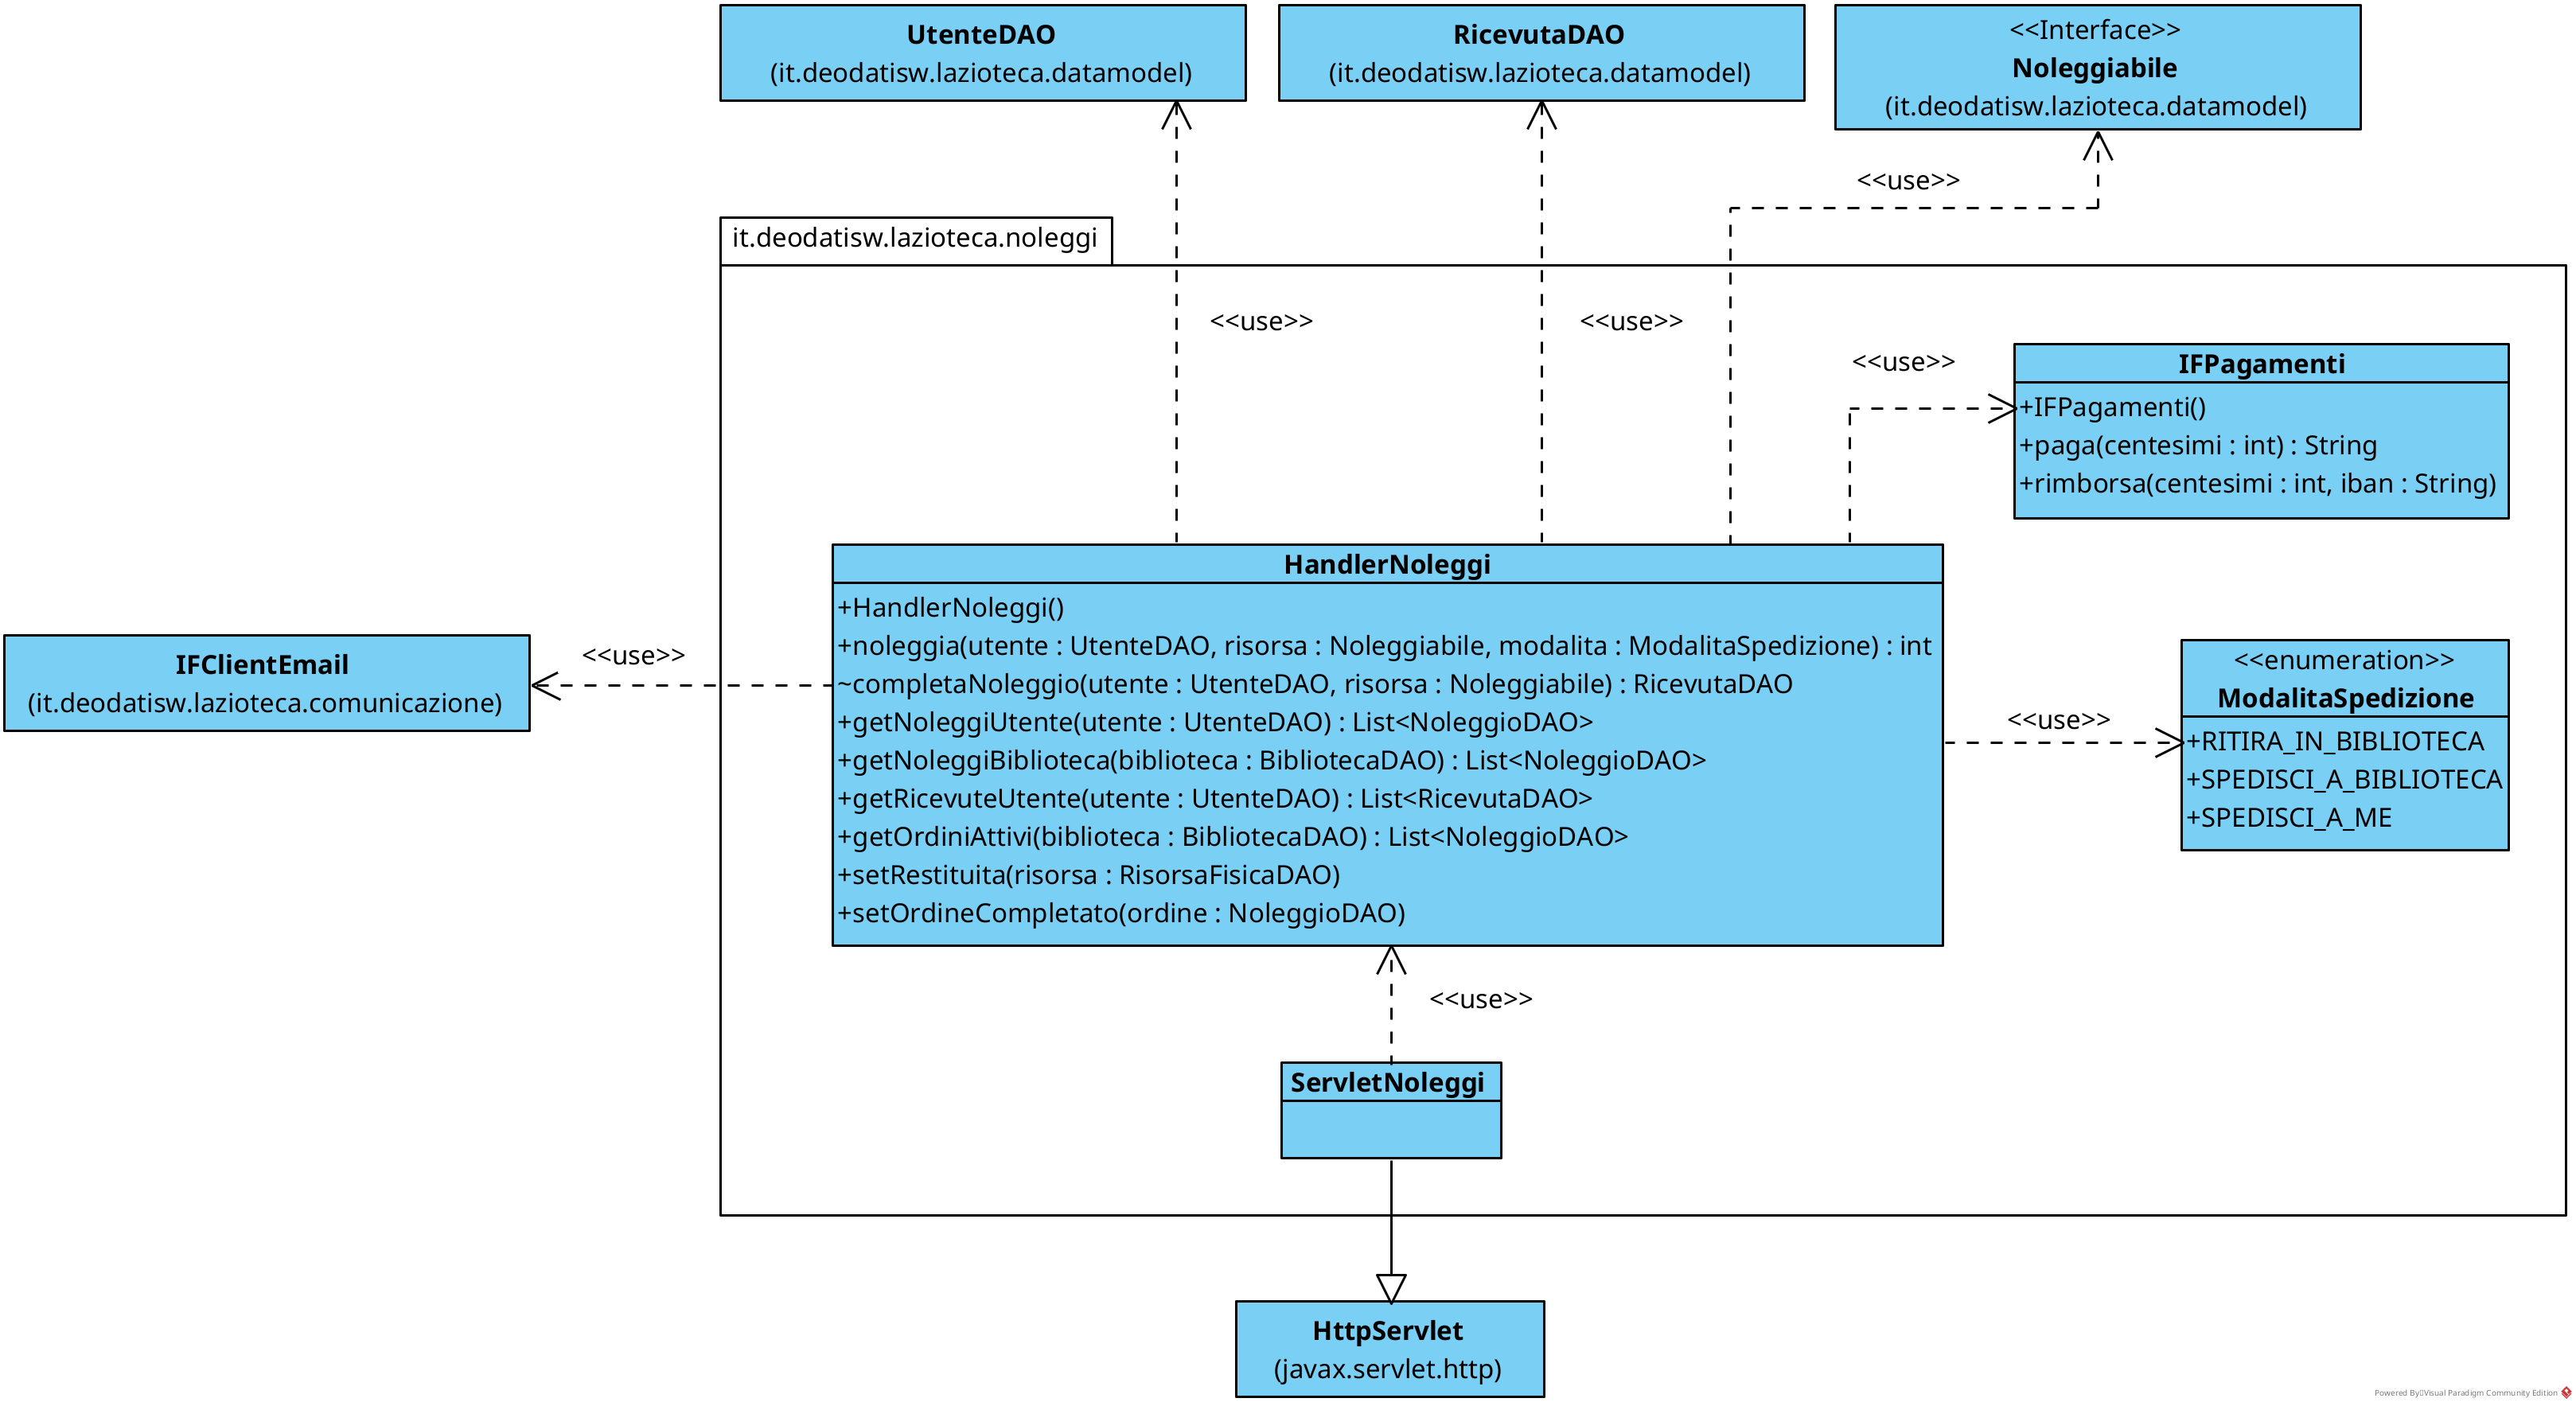 UtenteDAO
(it.deodatisw.lazioteca.datamodel)
RicevutaDAO
(it.deodatisw.lazioteca.datamodel)
<<Interface>>
Noleggiabile
(it.deodatisw.lazioteca.datamodel)
<<use>>
it.deodatisw.lazioteca.noleggi
<<use>>
<<use>>
<<use>>
IFPagamenti
+IFPagamenti()
+paga(centesimi : int) : String
+rimborsa(centesimi : int, iban : String)
HandlerNoleggi
+HandlerNoleggi()
+noleggia(utente : UtenteDAO, risorsa : Noleggiabile, modalita : ModalitaSpedizione) : int
~completaNoleggio(utente : UtenteDAO, risorsa : Noleggiabile) : RicevutaDAO
+getNoleggiUtente(utente : UtenteDAO) : List<NoleggioDAO>
+getNoleggiBiblioteca(biblioteca : BibliotecaDAO) : List<NoleggioDAO>
+getRicevuteUtente(utente : UtenteDAO) : List<RicevutaDAO>
+getOrdiniAttivi(biblioteca : BibliotecaDAO) : List<NoleggioDAO>
+setRestituita(risorsa : RisorsaFisicaDAO)
+setOrdineCompletato(ordine : NoleggioDAO)
<<use>>
IFClientEmail
(it.deodatisw.lazioteca.comunicazione)
<<use>>
<<enumeration>>
ModalitaSpedizione
+RITIRA_IN_BIBLIOTECA
+SPEDISCI_A_BIBLIOTECA
+SPEDISCI_A_ME
<<use>>
ServletNoleggi
HttpServlet
(javax.servlet.http)
Powered By Visual Paradigm Community Edition